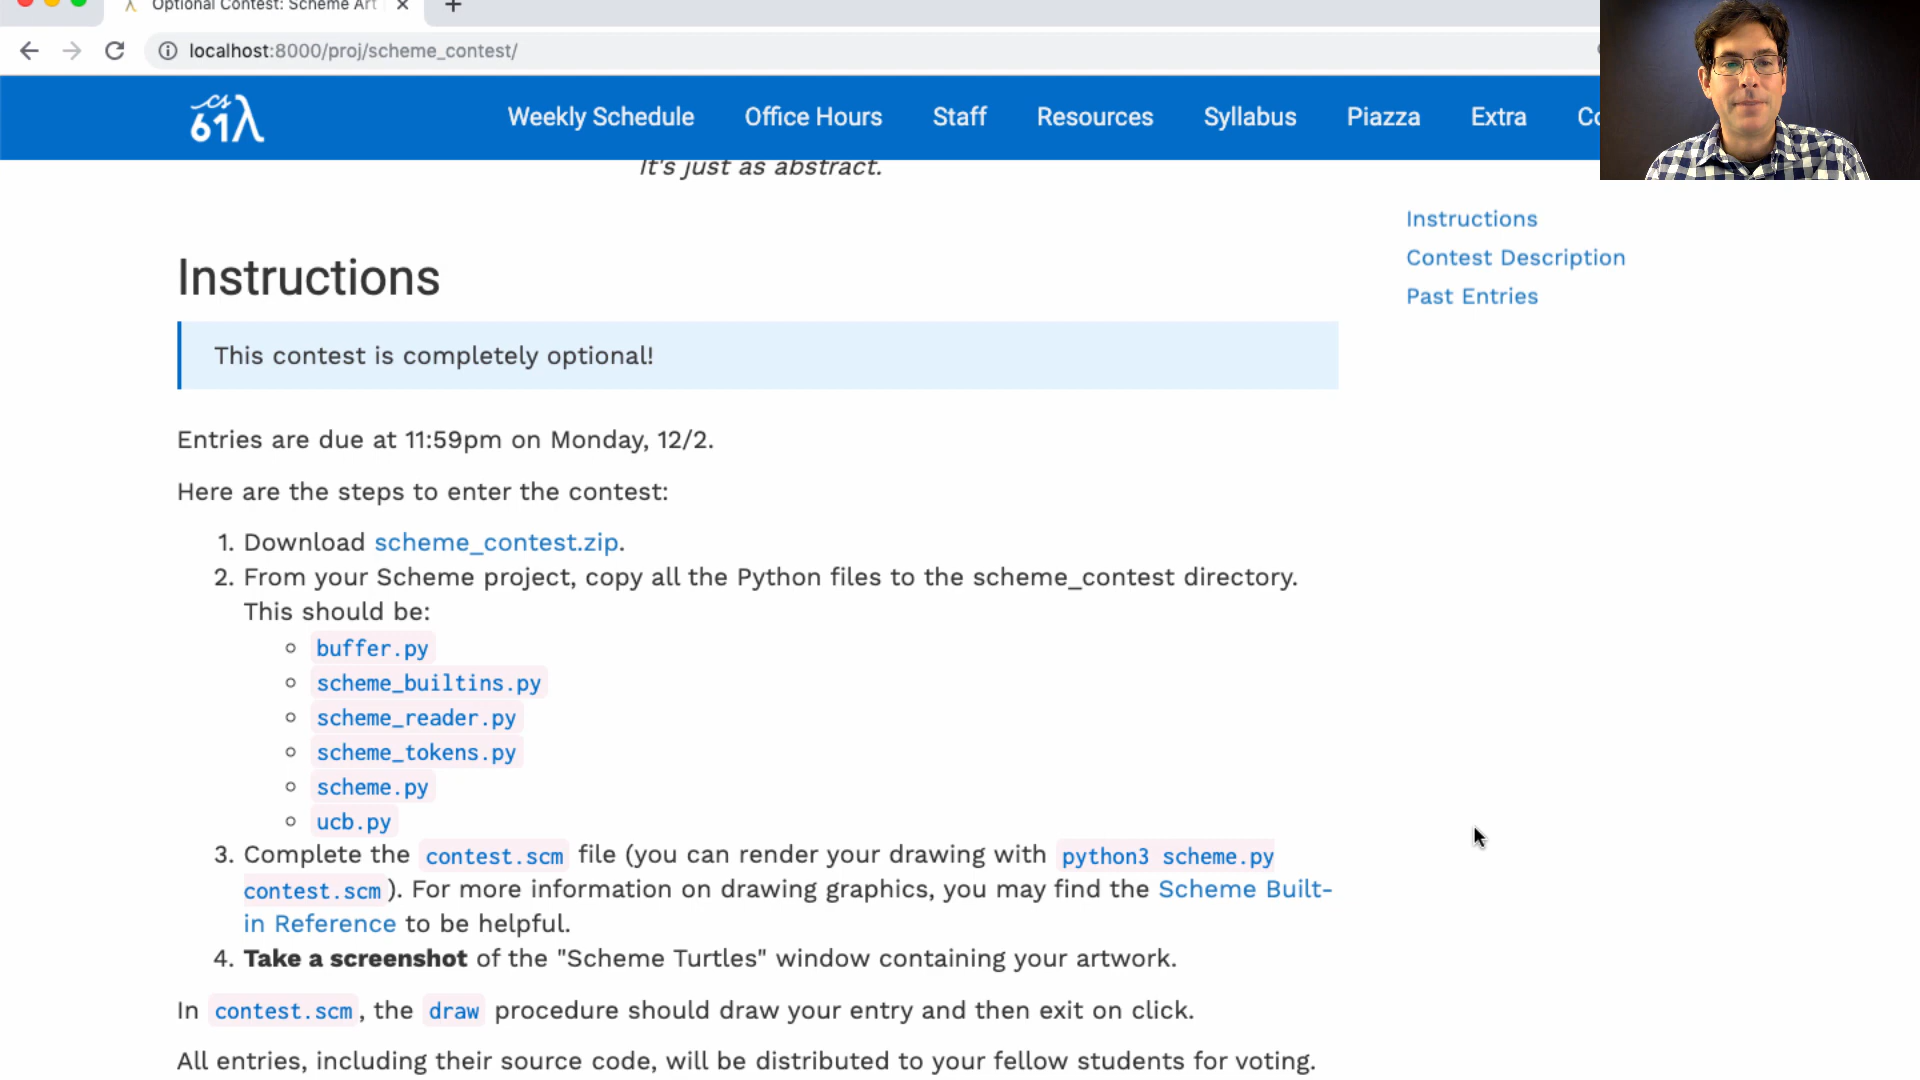 Optional Contest: Scheme Art
localhost:8000/proj/scheme_contest/
cs
61λ
Weekly Schedule
Office Hours
Staff
Resources
Syllabus
Piazza
Extra
It's just as abstract.
Instructions
Contest Description
Past Entries
Instructions
This contest is completely optional!
Entries are due at 11:59pm on Monday, 12/2.
Here are the steps to enter the contest:
1. Download scheme_contest.zip.
2. From your Scheme project, copy all the Python files to the scheme_contest directory.
This should be:
buffer.py
scheme_builtins.py
scheme_reader.py
scheme_tokens.py
scheme.py
ucb.py
3. Complete the contest.scm file (you can render your drawing with python3 scheme.py
contest.scm). For more information on drawing graphics, you may find the Scheme Built-
in Reference to be helpful.
4. Take a screenshot of the "Scheme Turtles" window containing your artwork.
In contest.scm, the draw procedure should draw your entry and then exit on click.
All entries, including their source code, will be distributed to your fellow students for voting.